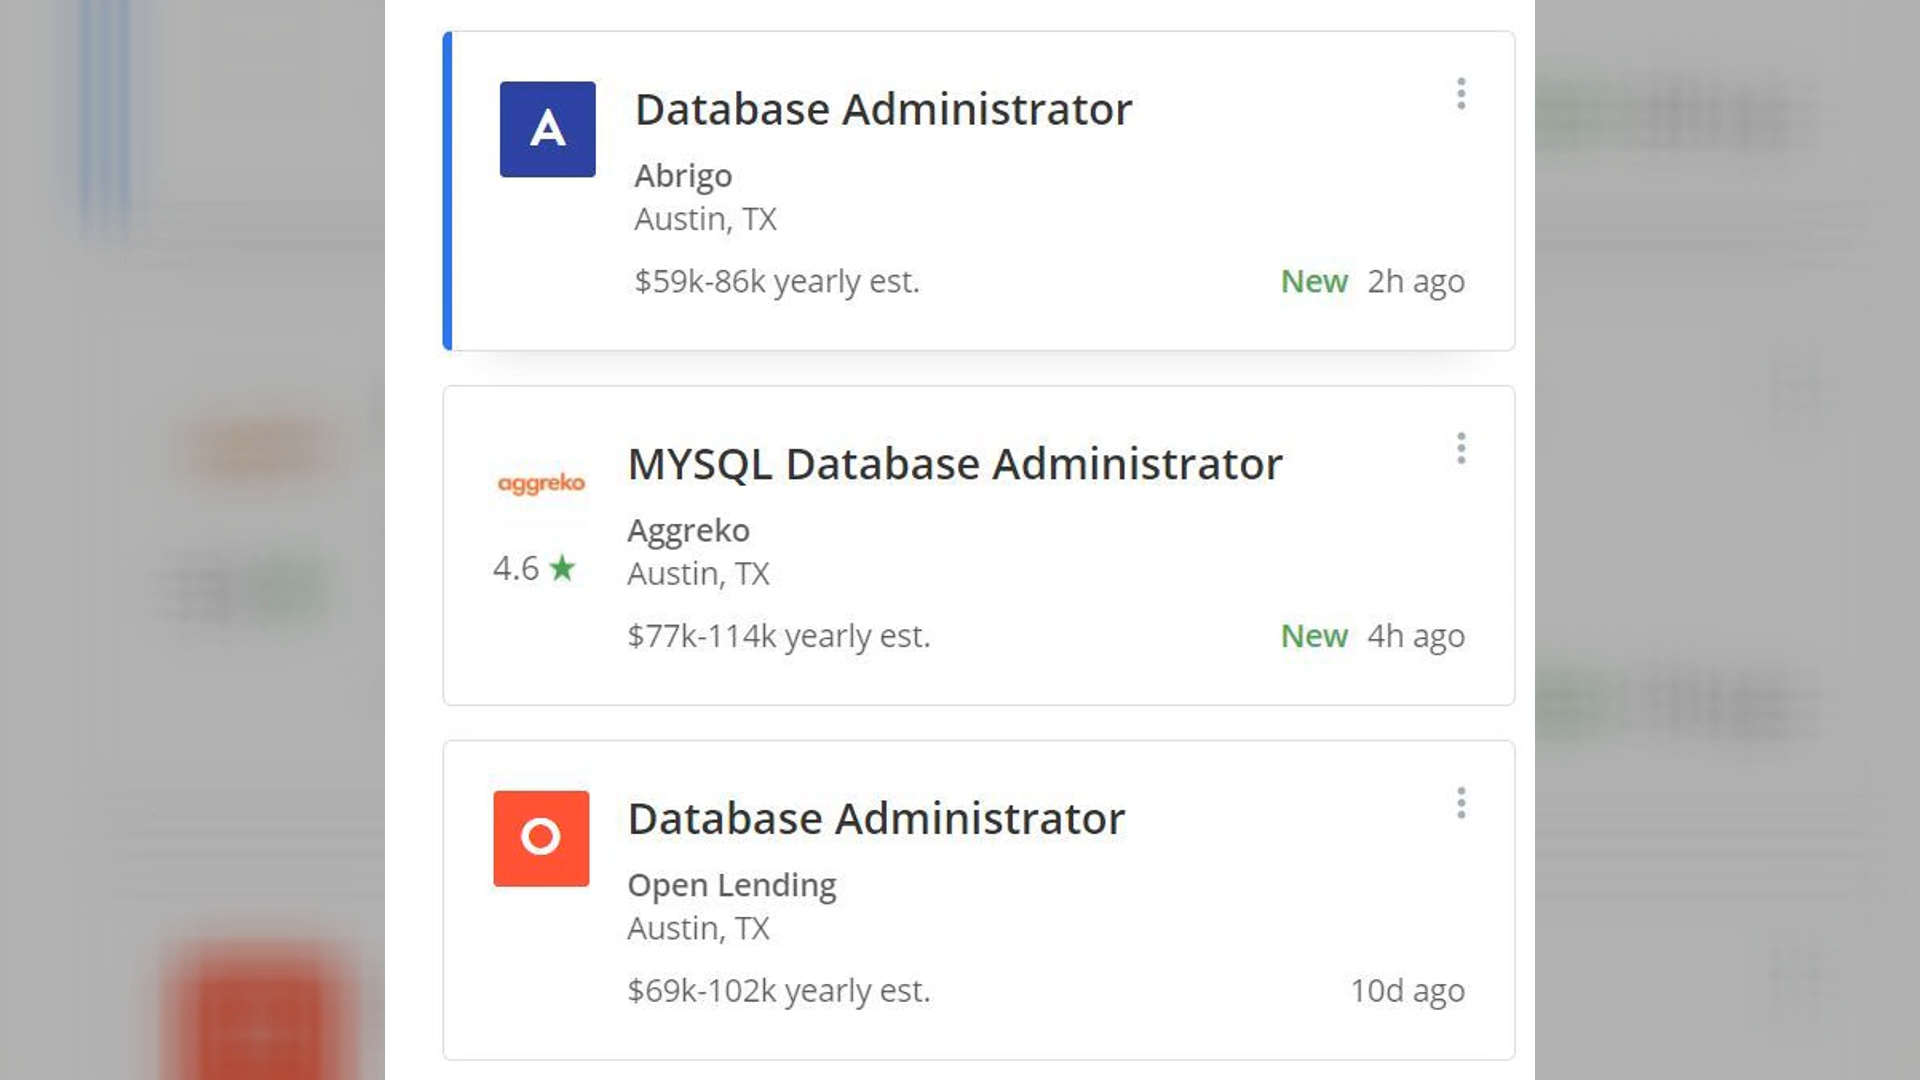 A
Database Administrator
Abrigo
Austin, TX
$59k-86k yearly est.
New 2h ago
aggreko
4.6 ★
MYSQL Database Administrator
Aggreko
Austin, TX
$77k-114k yearly est.
New 4h ago
O
Database Administrator
Open Lending
Austin, TX
$69k-102k yearly est.
10d ago